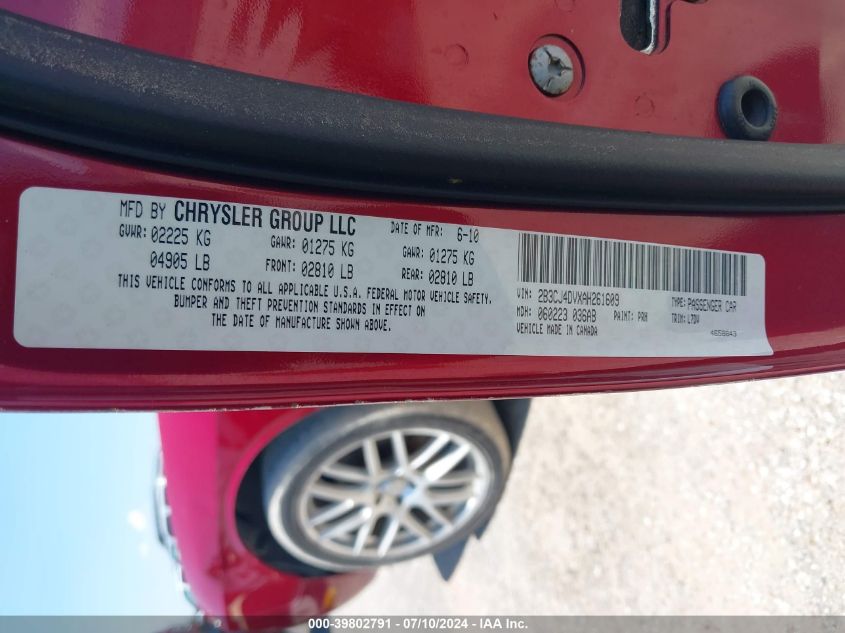 MFD BY CHRYSLER GROUP LLC DATE OF MFR: 6-10
GVWR: 02225 KG GAWR: 01275 KG GAWR: 01275 KG
04905 LB FRONT: 02810 LB REAR: 02810 LB
THIS VEHICLE CONFORMS TO ALL APPLICABLE U.S.A. FEDERAL MOTOR VEHICLE SAFETY,
BUMPER AND THEFT PREVENTION STANDARDS IN EFFECT ON
THE DATE OF MANUFACTURE SHOWN ABOVE.
VIN: 2B3CJ4DVXAH261609 TYPE: PASSENGER CAR
MDH: 060223 036AB PAINT: PRH TRIM: L7DV
VEHICLE MADE IN CANADA
000-39802791 - 07/10/2024 - IAA Inc.